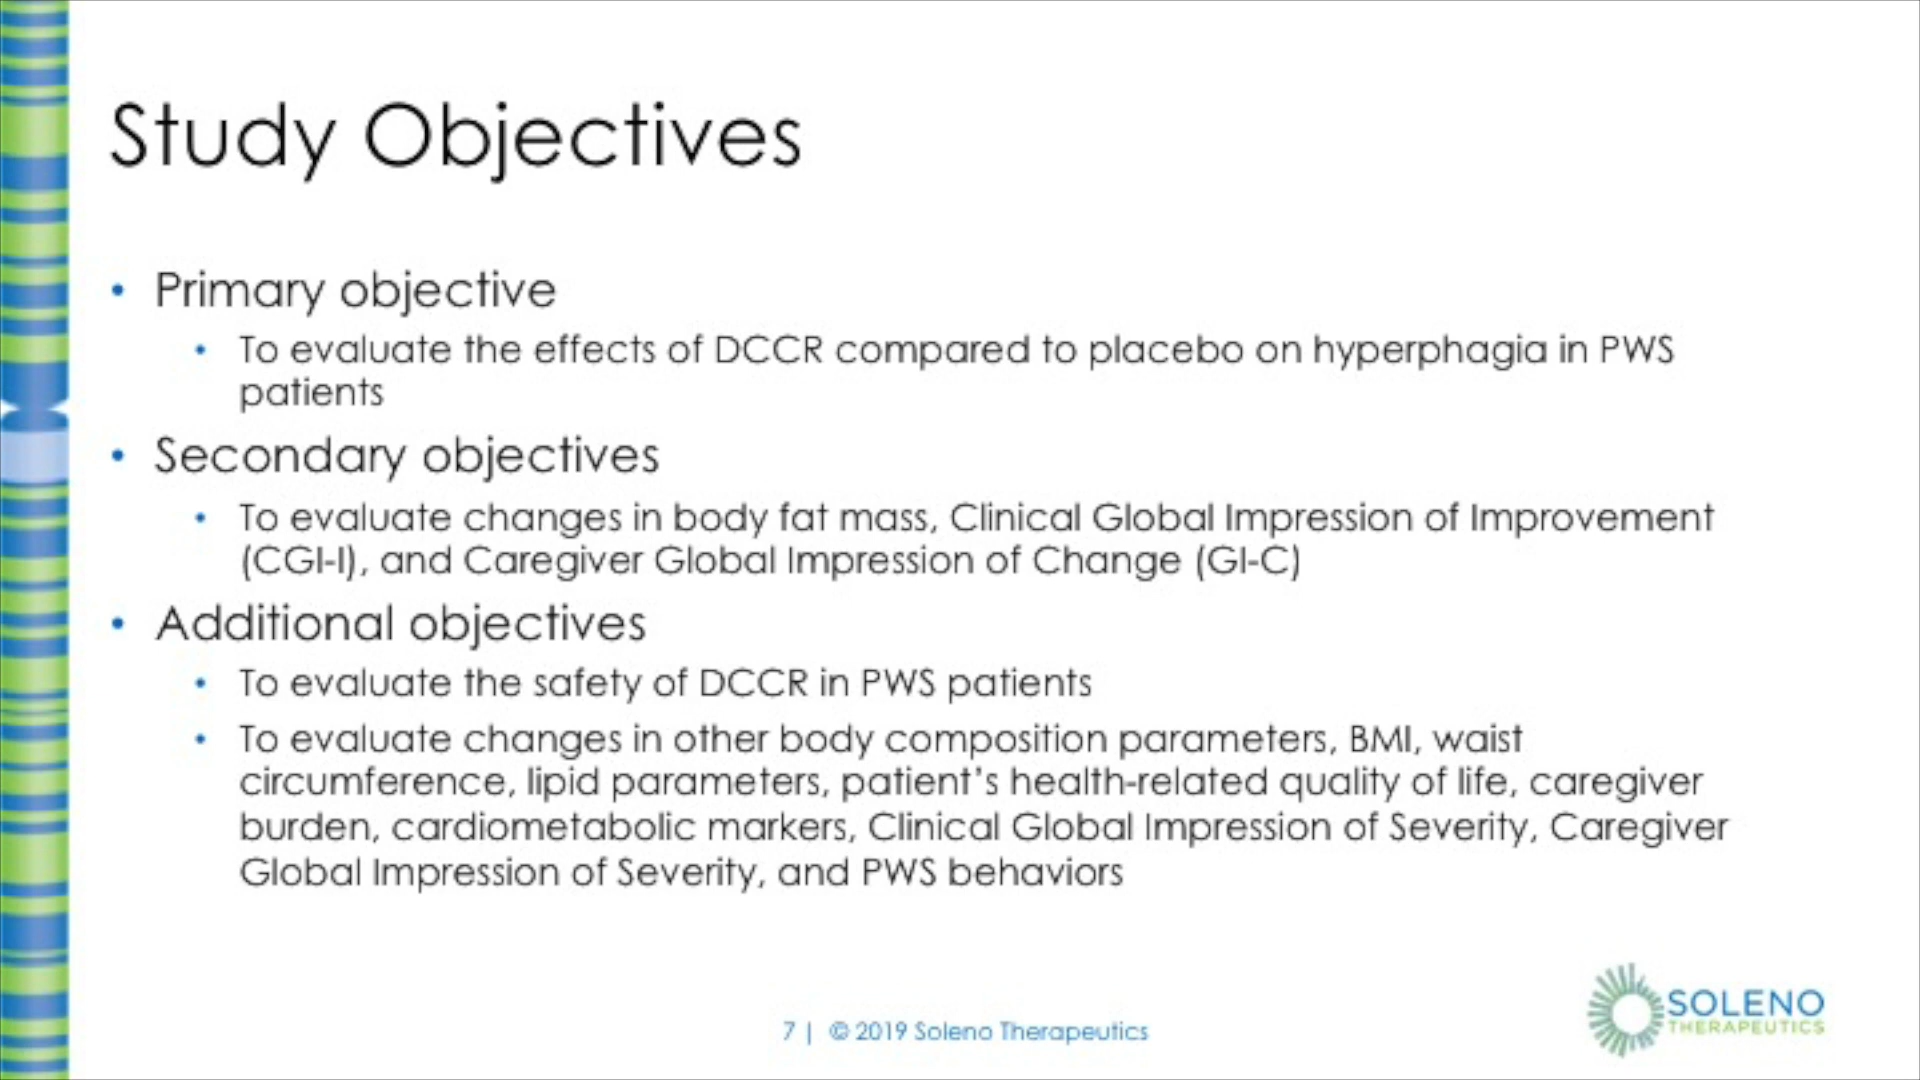 Study Objectives
• Primary objective
• To evaluate the effects of DCCR compared to placebo on hyperphagia in PWS
patients
• Secondary objectives
• To evaluate changes in body fat mass, Clinical Global Impression of Improvement
(CGI-I), and Caregiver Global Impression of Change (GI-C)
• Additional objectives
• To evaluate the safety of DCCR in PWS patients
• To evaluate changes in other body composition parameters, BMI, waist
circumference, lipid parameters, patient's health-related quality of life, caregiver
burden, cardiometabolic markers, Clinical Global Impression of Severity, Caregiver
Global Impression of Severity, and PWS behaviors
7 | © 2019 Soleno Therapeutics
SOLENO
THERAPEUTICS